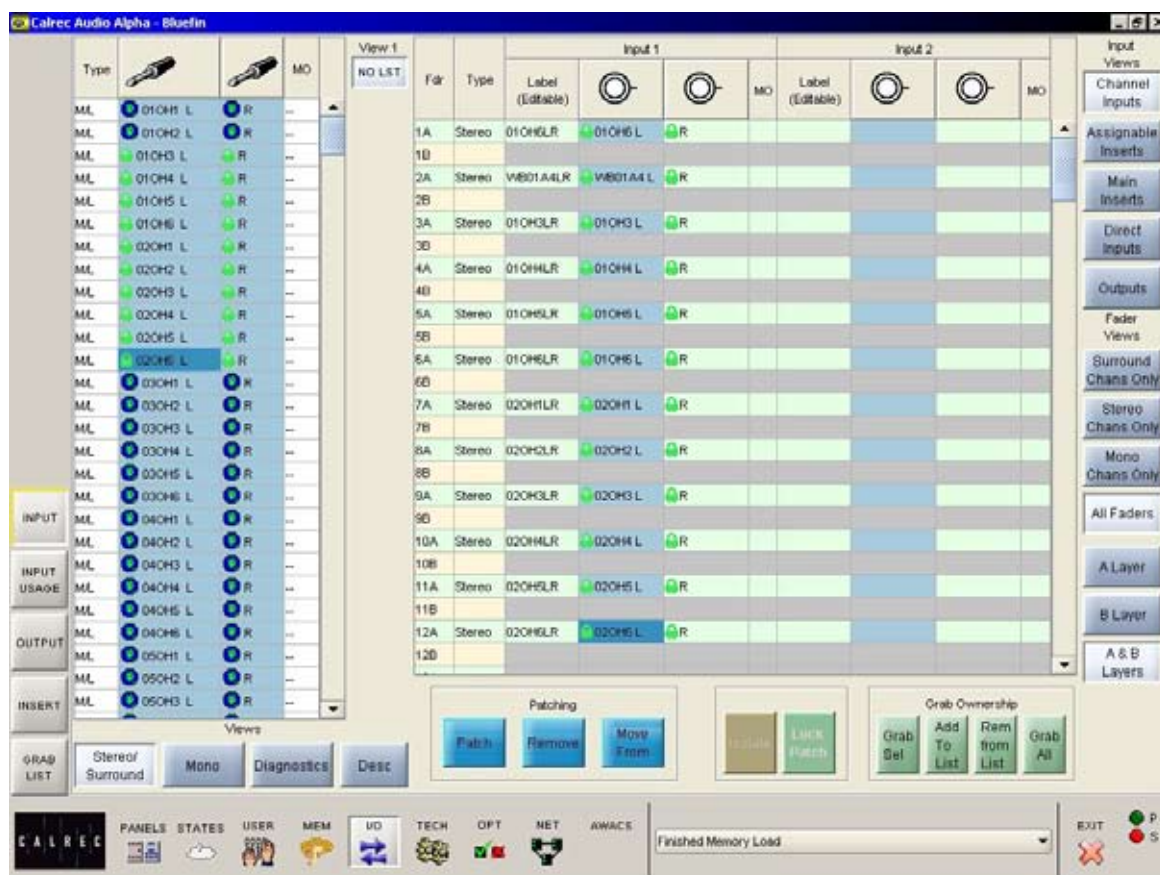 Calrec Audio Alpha - Bluefin
Type MO
M/L 01OH1 L R --
M/L 01OH2 L R --
M/L 01OH3 L R --
M/L 01OH4 L R --
M/L 01OH5 L R --
M/L 01OH6 L R --
M/L 02OH1 L R --
M/L 02OH2 L R --
M/L 02OH3 L R --
M/L 02OH4 L R --
M/L 02OH5 L R --
M/L 02OH6 L R --
M/L 03OH1 L R --
M/L 03OH2 L R --
M/L 03OH3 L R --
M/L 03OH4 L R --
M/L 03OH5 L R --
M/L 03OH6 L R --
M/L 04OH1 L R --
M/L 04OH2 L R --
M/L 04OH3 L R --
M/L 04OH4 L R --
M/L 04OH5 L R --
M/L 04OH6 L R --
M/L 05OH1 L R --
M/L 05OH2 L R --
M/L 05OH3 L R --
View 1
NO LST
Input 1 Input 2
Fdr Type Label (Editable) MO Label (Editable) MO
1A Stereo 01OH6LR 01OH6 L R
1B
2A Stereo WB01A4LR WB01A4 L R
2B
3A Stereo 01OH3LR 01OH3 L R
3B
4A Stereo 01OH4LR 01OH4 L R
4B
5A Stereo 01OH5LR 01OH5 L R
5B
6A Stereo 01OH6LR 01OH6 L R
6B
7A Stereo 02OH1LR 02OH1 L R
7B
8A Stereo 02OH2LR 02OH2 L R
8B
9A Stereo 02OH3LR 02OH3 L R
9B
10A Stereo 02OH4LR 02OH4 L R
10B
11A Stereo 02OH5LR 02OH5 L R
11B
12A Stereo 02OH6LR 02OH6 L R
12B
Input
Views
Channel
Inputs
Assignable
Inserts
Main
Inserts
Direct
Inputs
Outputs
Fader
Views
Surround
Chans Only
Stereo
Chans Only
Mono
Chans Only
All Faders
A Layer
B Layer
A & B
Layers
INPUT
INPUT
USAGE
OUTPUT
INSERT
GRAB
LIST
Views
Stereo/
Surround
Mono
Diagnostics
Desc
Patching
Patch
Remove
Move
From
Isolate
Lock
Patch
Grab Ownership
Grab
Sel
Add
To
List
Rem
from
List
Grab
All
CALREC
PANELS STATES USER MEM I/O TECH OPT NET AWACS
Finished Memory Load
EXIT
P
S